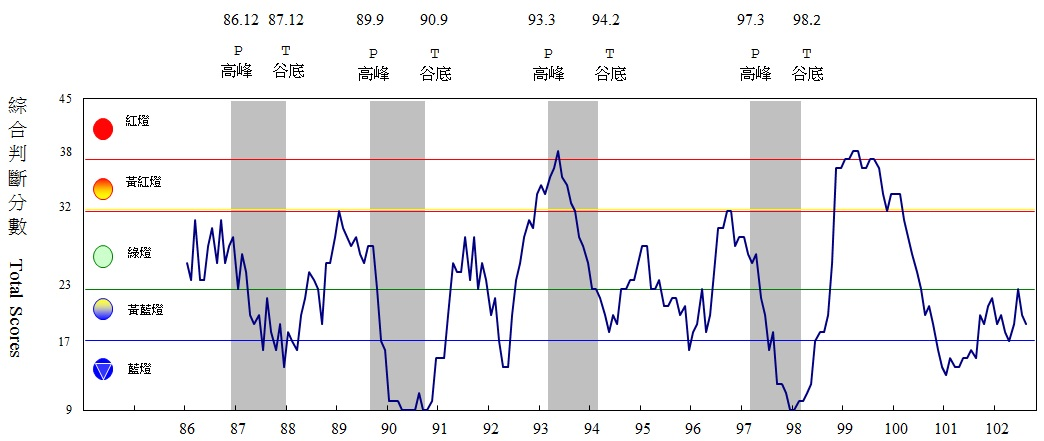 86.12 87.12 89.9 90.9 93.3 94.2 97.3 98.2
P T P T P T P T
高峰 谷底 高峰 谷底 高峰 谷底 高峰 谷底
綜合判斷分數 Total Scores
45
紅燈
38
黃紅燈
32
綠燈
23
黃藍燈
17
藍燈
9
86 87 88 89 90 91 92 93 94 95 96 97 98 99 100 101 102